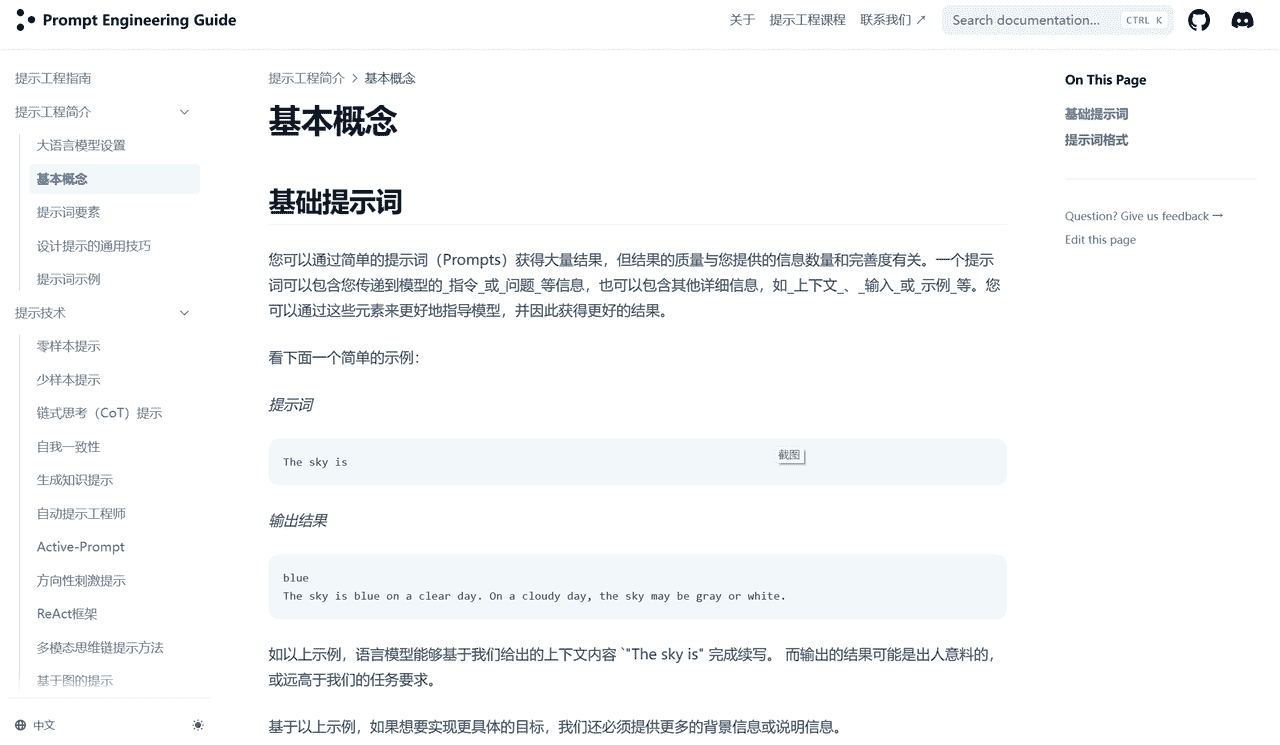 Prompt Engineering Guide
关于 提示工程课程 联系我们 ↗ Search documentation... CTRL K
提示工程指南
提示工程简介
大语言模型设置
基本概念
提示词要素
设计提示的通用技巧
提示词示例
提示技术
零样本提示
少样本提示
链式思考（CoT）提示
自我一致性
生成知识提示
自动提示工程师
Active-Prompt
方向性刺激提示
ReAct框架
多模态思维链提示方法
基于图的提示
中文
提示工程简介 > 基本概念
基本概念
基础提示词
您可以通过简单的提示词（Prompts）获得大量结果，但结果的质量与您提供的信息数量和完善度有关。一个提示
词可以包含您传递到模型的_指令_或_问题_等信息，也可以包含其他详细信息，如_上下文_、_输入_或_示例_等。您
可以通过这些元素来更好地指导模型，并因此获得更好的结果。
看下面一个简单的示例：
提示词
The sky is
截图
输出结果
blue
The sky is blue on a clear day. On a cloudy day, the sky may be gray or white.
如以上示例，语言模型能够基于我们给出的上下文内容 `"The sky is" 完成续写。 而输出的结果可能是出人意料的，
或远高于我们的任务要求。
基于以上示例，如果想要实现更具体的目标，我们还必须提供更多的背景信息或说明信息。
On This Page
基础提示词
提示词格式
Question? Give us feedback →
Edit this page